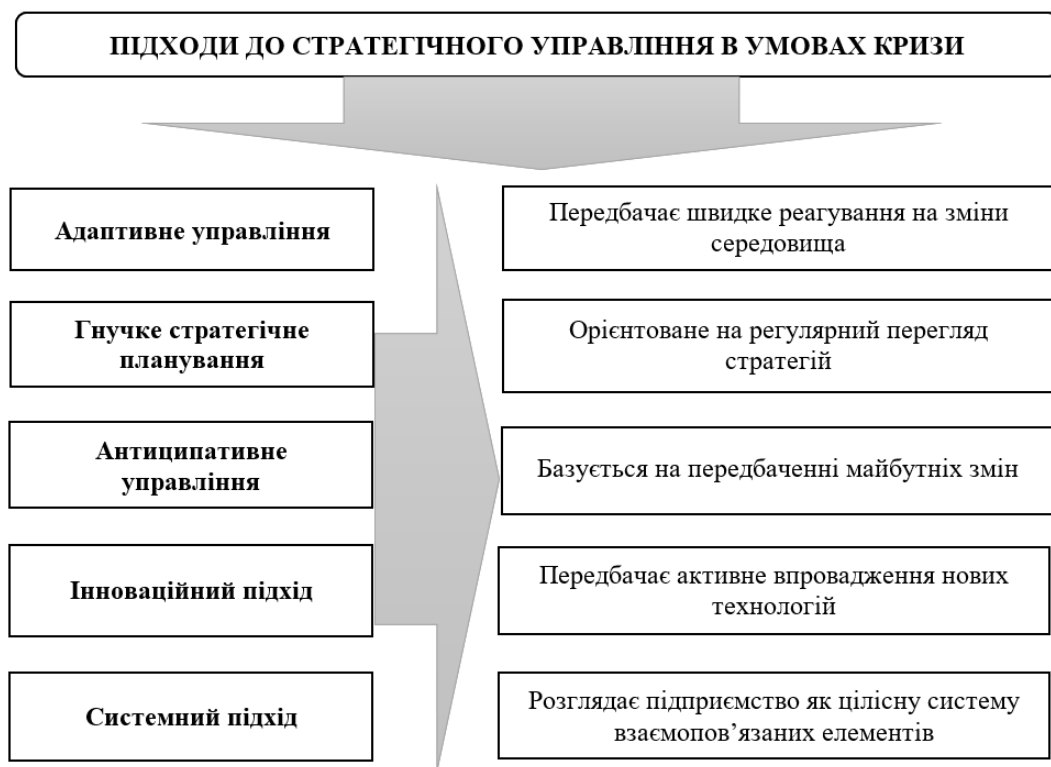 ПІДХОДИ ДО СТРАТЕГІЧНОГО УПРАВЛІННЯ В УМОВАХ КРИЗИ
Адаптивне управління
Передбачає швидке реагування на зміни
середовища
Гнучке стратегічне
планування
Орієнтоване на регулярний перегляд
стратегій
Антиципативне
управління
Базується на передбаченні майбутніх змін
Інноваційний підхід
Передбачає активне впровадження нових
технологій
Системний підхід
Розглядає підприємство як цілісну систему
взаємопов’язаних елементів